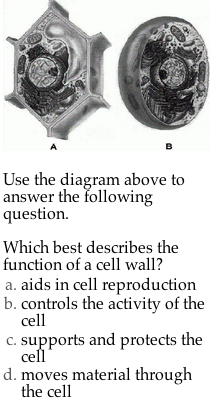 A B
Use the diagram above to
answer the following
question.
Which best describes the
function of a cell wall?
a. aids in cell reproduction
b. controls the activity of the
cell
c. supports and protects the
cell
d. moves material through
the cell